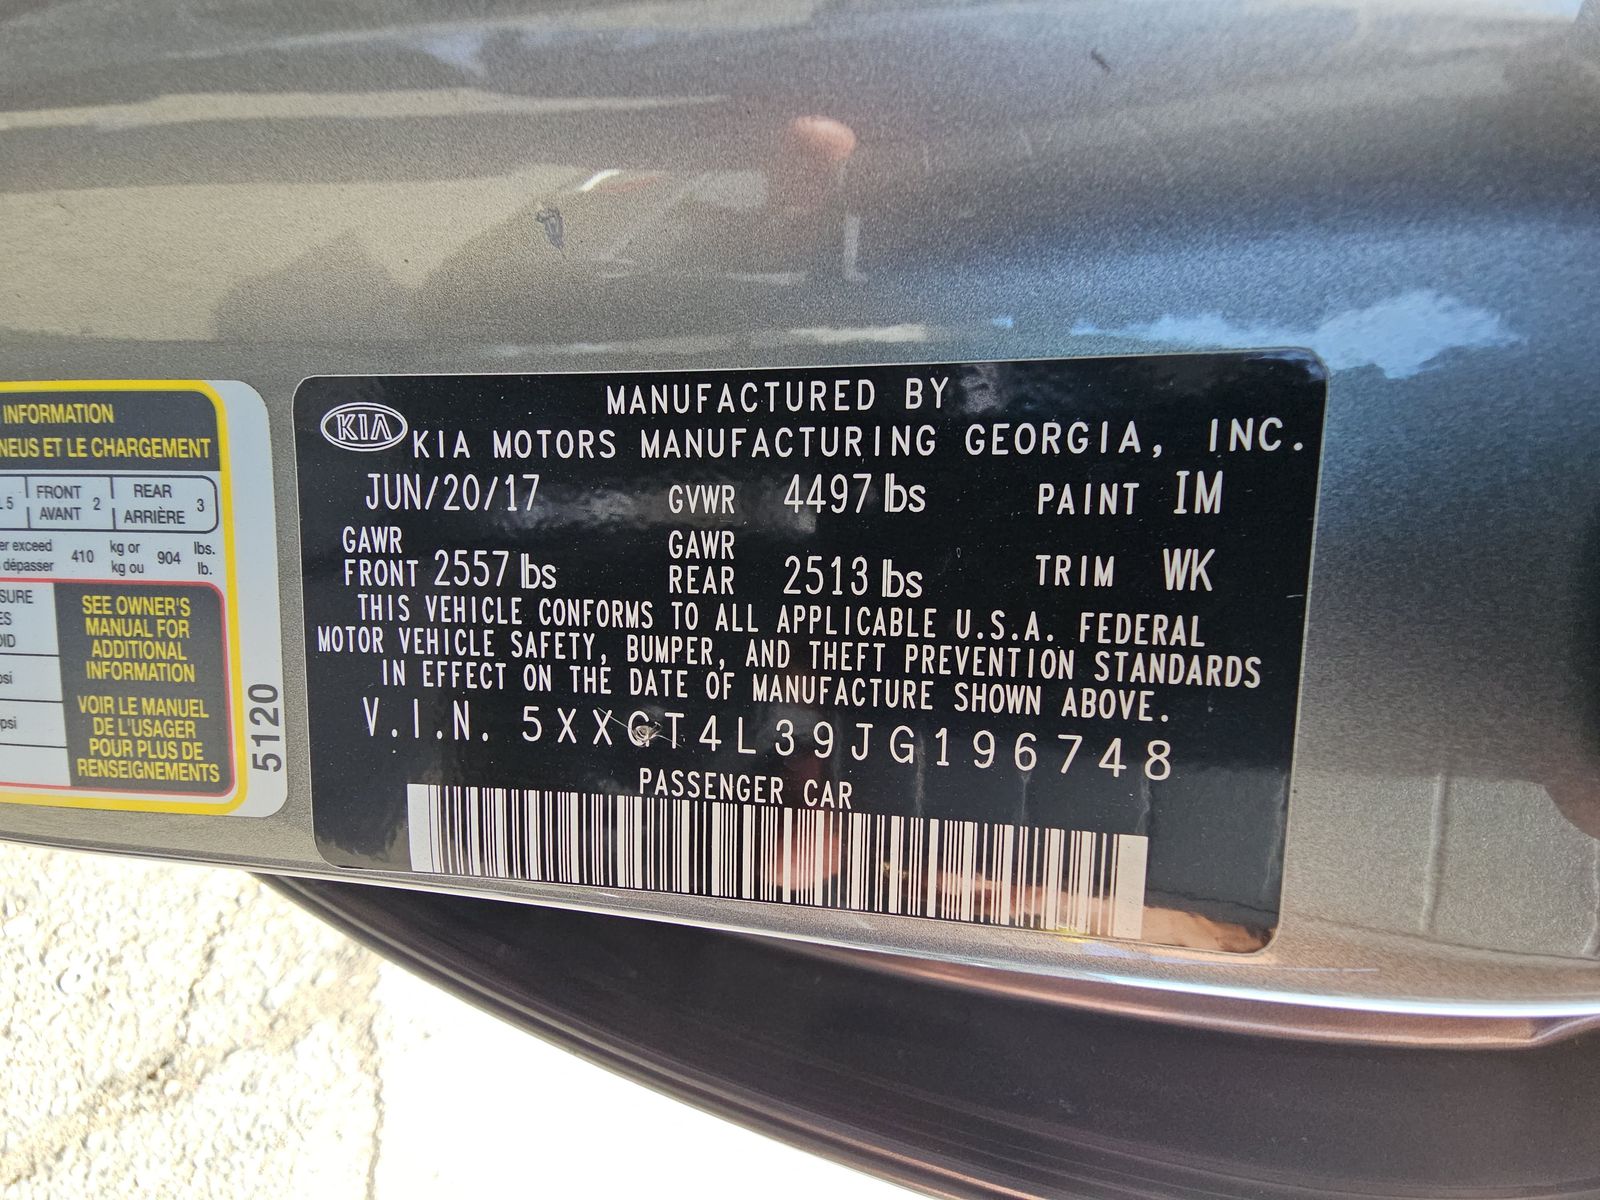 INFORMATION
NEUS ET LE CHARGEMENT
5 FRONT AVANT 2 REAR ARRIÈRE 3
exceed dépasser 410 kg or kg ou 904 lbs. lb.
SEE OWNER'S
MANUAL FOR
ADDITIONAL
INFORMATION
VOIR LE MANUEL
DE L'USAGER
POUR PLUS DE
RENSEIGNEMENTS
psi
psi
5120
MANUFACTURED BY
KIA KIA MOTORS MANUFACTURING GEORGIA, INC.
JUN/20/17 GVWR 4497 lbs PAINT IM
GAWR FRONT 2557 lbs GAWR REAR 2513 lbs TRIM WK
THIS VEHICLE CONFORMS TO ALL APPLICABLE U.S.A. FEDERAL
MOTOR VEHICLE SAFETY, BUMPER, AND THEFT PREVENTION STANDARDS
IN EFFECT ON THE DATE OF MANUFACTURE SHOWN ABOVE.
V.I.N. 5XXGT4L39JG196748
PASSENGER CAR